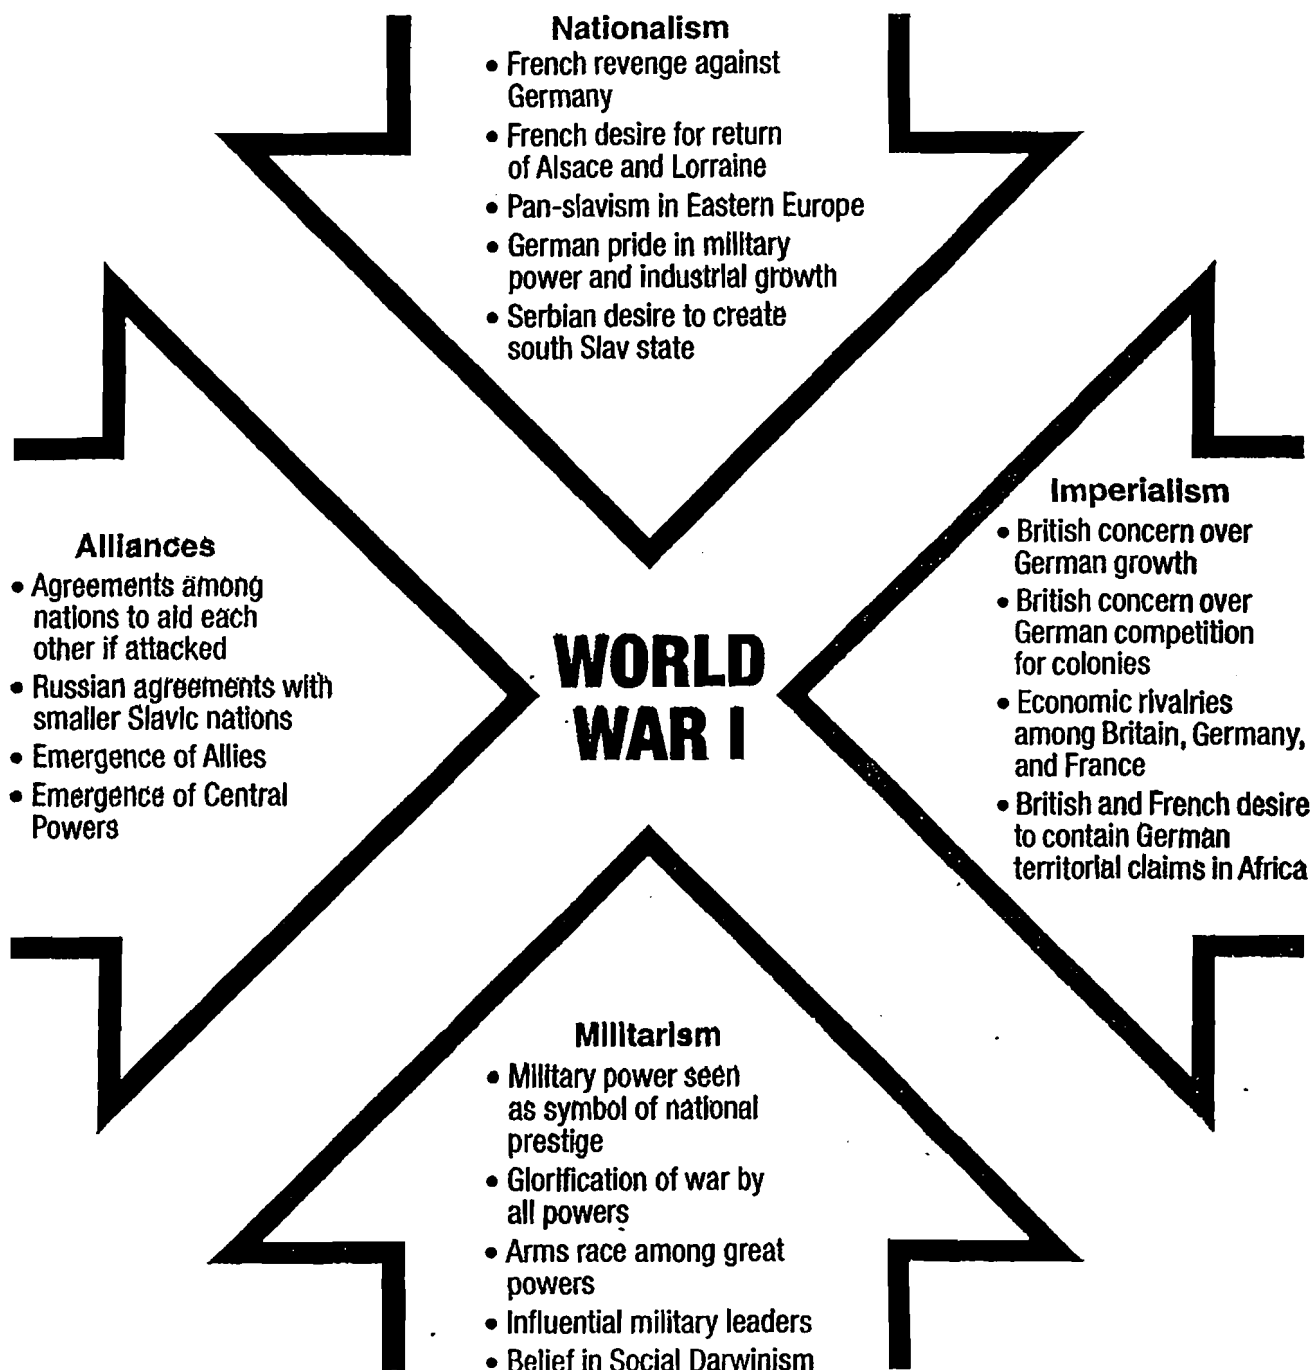 Nationalism
• French revenge against
Germany
• French desire for return
of Alsace and Lorraine
• Pan-slavism in Eastern Europe
• German pride in military
power and industrial growth
• Serbian desire to create
south Slav state
Alliances
• Agreements among
nations to aid each
other if attacked
• Russian agreements with
smaller Slavic nations
• Emergence of Allies
• Emergence of Central
Powers
WORLD
WAR I
Imperialism
• British concern over
German growth
• British concern over
German competition
for colonies
• Economic rivalries
among Britain, Germany,
and France
• British and French desire
to contain German
territorial claims in Africa
Militarism
• Military power seen
as symbol of national
prestige
• Glorification of war by
all powers
• Arms race among great
powers
• Influential military leaders
• Belief in Social Darwinism